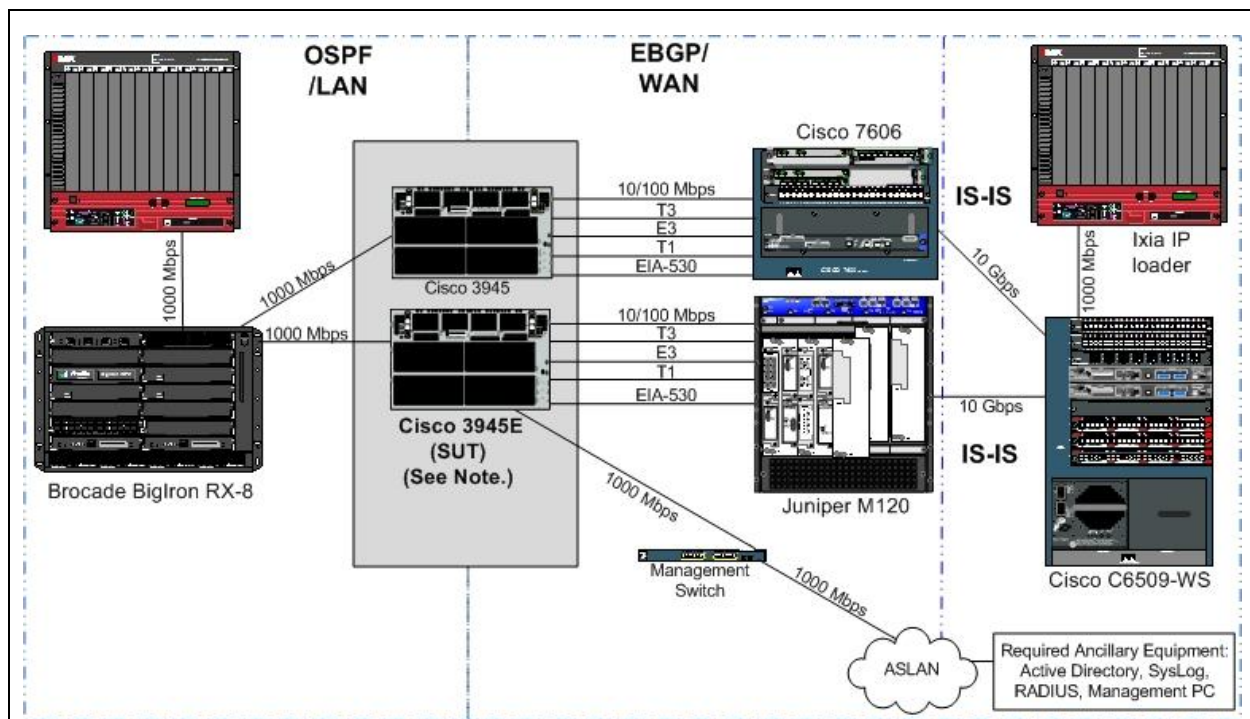 OSPF
/LAN
EBGP/
WAN
Cisco 7606
IS-IS
Ixia IP
loader
1000 Mbps
1000 Mbps
1000 Mbps
Cisco 3945
10/100 Mbps
T3
E3
T1
EIA-530
10 Gbps
1000 Mbps
Brocade BigIron RX-8
Cisco 3945E
(SUT)
(See Note.)
10/100 Mbps
T3
E3
T1
EIA-530
Juniper M120
10 Gbps
IS-IS
Cisco C6509-WS
1000 Mbps
Management
Switch
1000 Mbps
ASLAN
Required Ancillary Equipment:
Active Directory, SysLog,
RADIUS, Management PC